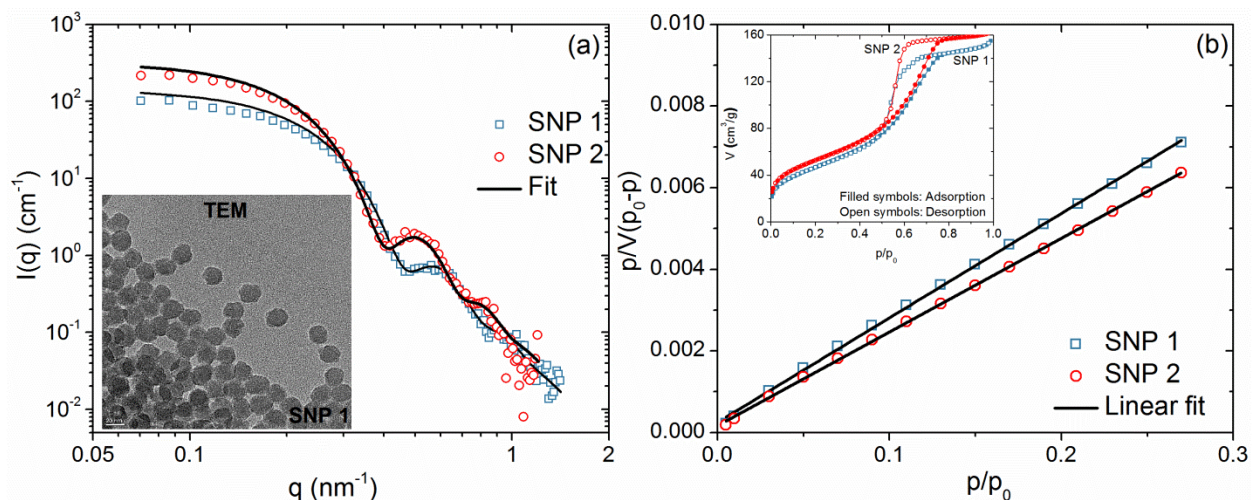 (a)
I(q) (cm⁻¹)
10³
10²
10¹
10⁰
10⁻¹
10⁻²
SNP 1
SNP 2
Fit
TEM
SNP 1
0.05
0.1
1
2
q (nm⁻¹)
(b)
p/V(p₀-p)
0.010
0.008
0.006
0.004
0.002
0.000
V (cm³/g)
160
120
80
40
0
SNP 2
SNP 1
Filled symbols: Adsorption
Open symbols: Desorption
0.0 0.2 0.4 0.6 0.8 1.0
p/p₀
SNP 1
SNP 2
Linear fit
0.0 0.1 0.2 0.3
p/p₀